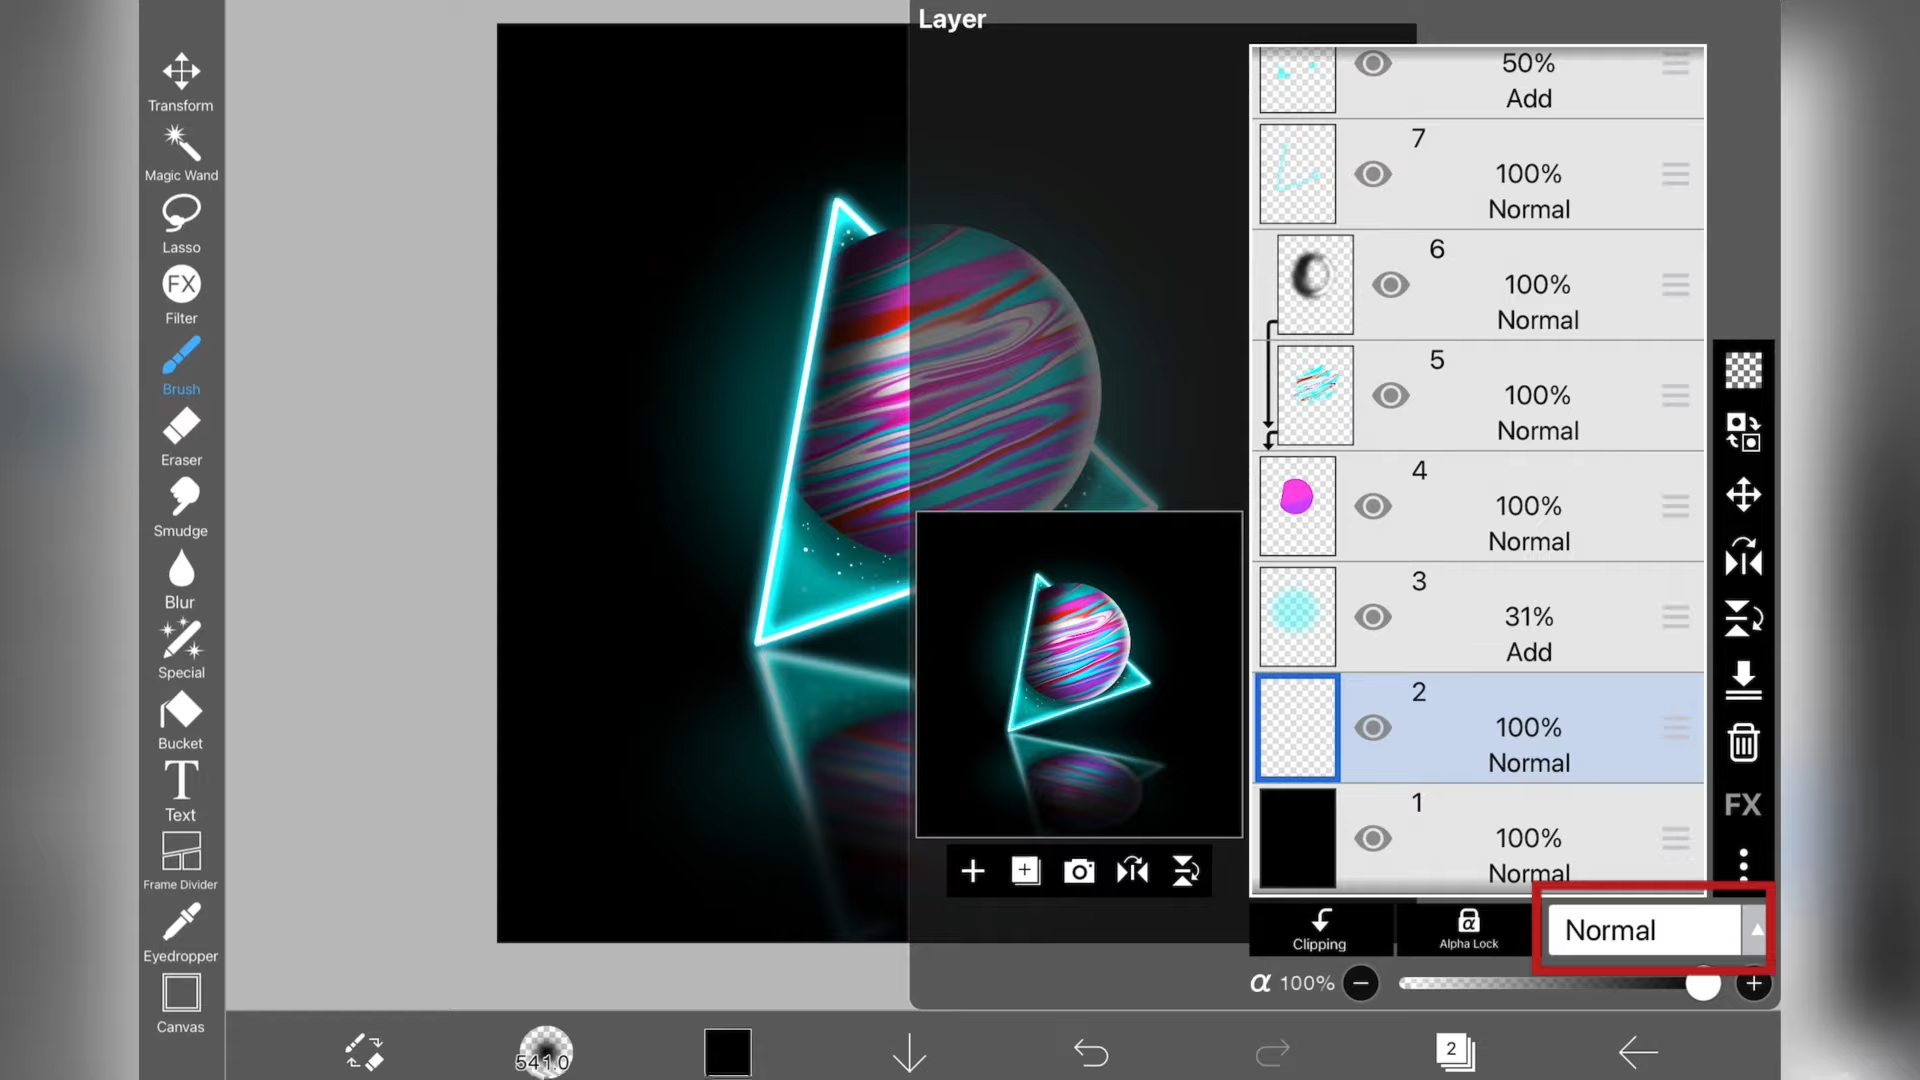 Layer
Transform
Magic Wand
Lasso
FX
Filter
Brush
Eraser
Smudge
Blur
Special
Bucket
T
Text
Frame Divider
Eyedropper
Canvas
50%
Add
7
100%
Normal
6
100%
Normal
5
100%
Normal
4
100%
Normal
3
31%
Add
2
100%
Normal
1
100%
Normal
FX
Clipping
α
Alpha Lock
Normal
α 100%
541.0
2